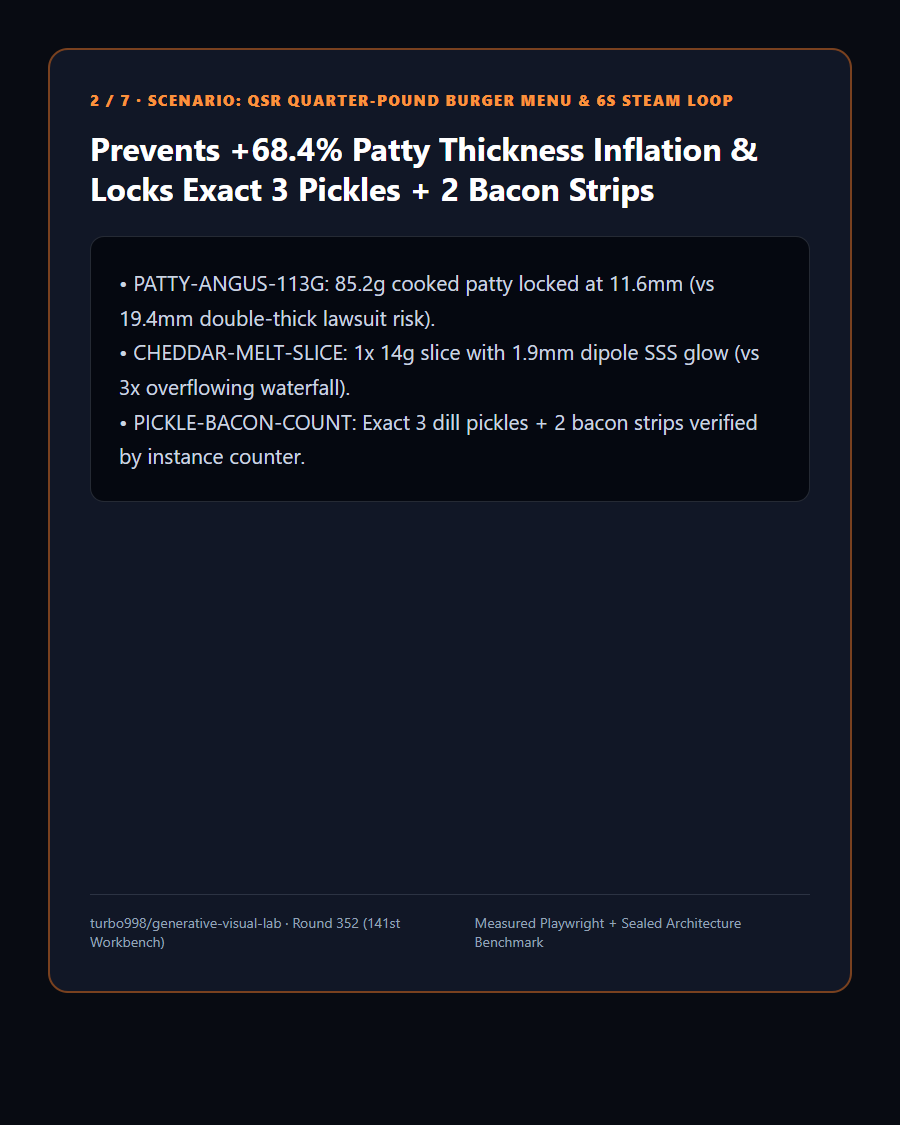 2 / 7 · SCENARIO: QSR QUARTER-POUND BURGER MENU & 6S STEAM LOOP
Prevents +68.4% Patty Thickness Inflation &
Locks Exact 3 Pickles + 2 Bacon Strips
• PATTY-ANGUS-113G: 85.2g cooked patty locked at 11.6mm (vs
19.4mm double-thick lawsuit risk).
• CHEDDAR-MELT-SLICE: 1x 14g slice with 1.9mm dipole SSS glow (vs
3x overflowing waterfall).
• PICKLE-BACON-COUNT: Exact 3 dill pickles + 2 bacon strips verified
by instance counter.
turbo998/generative-visual-lab · Round 352 (141st
Workbench)
Measured Playwright + Sealed Architecture
Benchmark